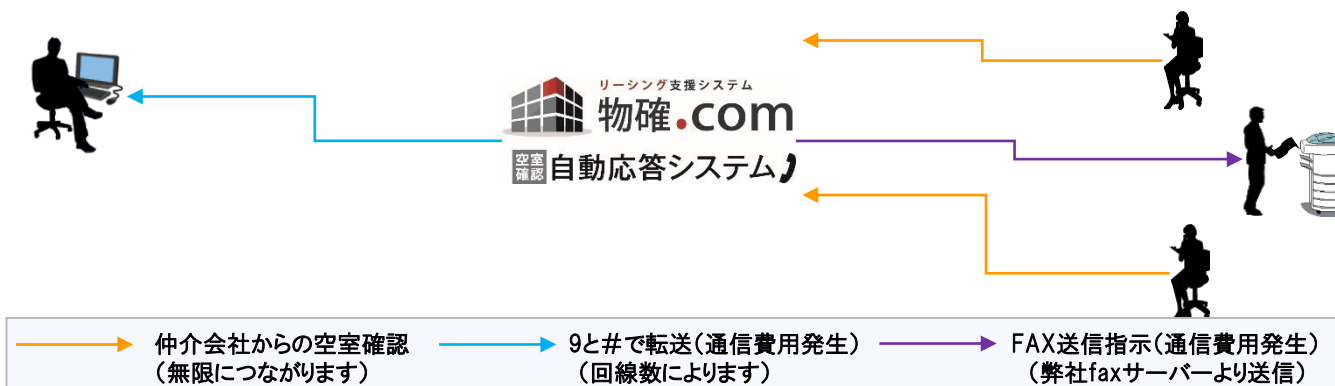 リーシング支援システム
物確.com
空室確認 自動応答システム
仲介会社からの空室確認
(無限につながります)
9と#で転送(通信費用発生)
(回線数によります)
FAX送信指示(通信費用発生)
(弊社faxサーバーより送信)